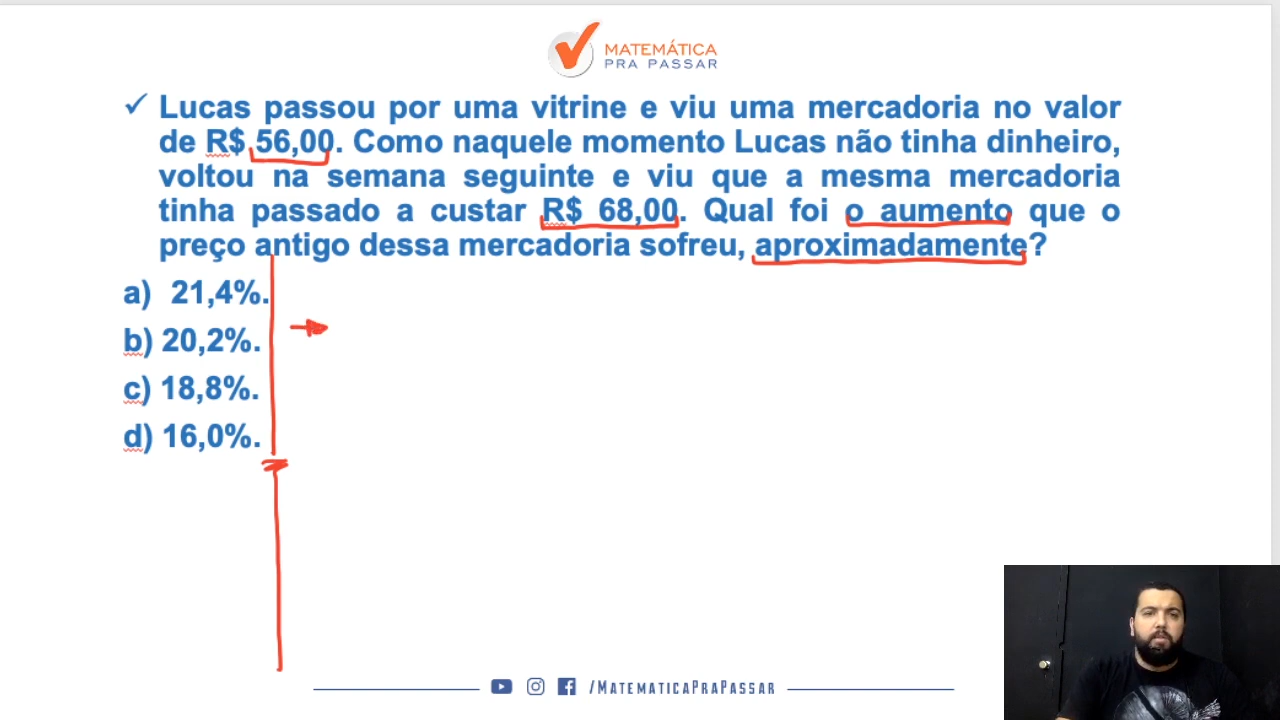 MATEMÁTICA
PRA PASSAR
✓ Lucas passou por uma vitrine e viu uma mercadoria no valor
de R$ 56,00. Como naquele momento Lucas não tinha dinheiro,
voltou na semana seguinte e viu que a mesma mercadoria
tinha passado a custar R$ 68,00. Qual foi o aumento que o
preço antigo dessa mercadoria sofreu, aproximadamente?
a) 21,4%.
b) 20,2%.
c) 18,8%.
d) 16,0%.
/MATEMATICAPRAPASSAR